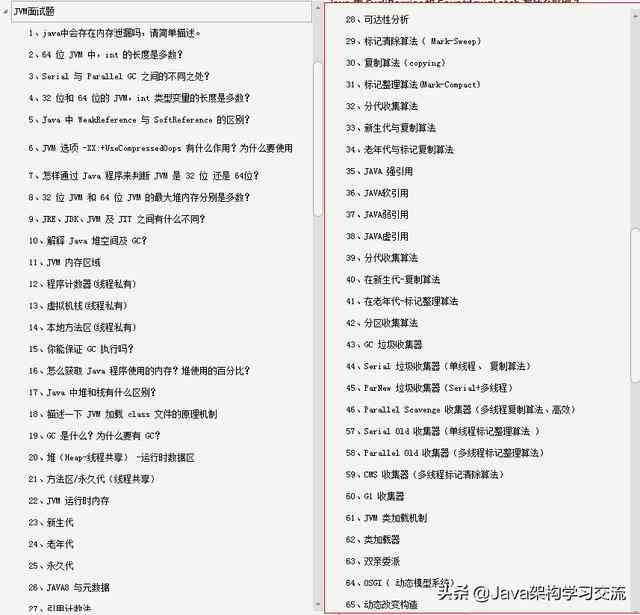 JVM面试题
1、java中会存在内存泄漏吗，请简单描述。
2、64 位 JVM 中，int 的长度是多数？
3、Serial 与 Parallel GC 之间的不同之处？
4、32 位和 64 位的 JVM，int 类型变量的长度是多数？
5、Java 中 WeakReference 与 SoftReference 的区别？
6、JVM 选项 -XX:+UseCompressedOops 有什么作用？为什么要使用
7、怎样通过 Java 程序来判断 JVM 是 32 位 还是 64位？
8、32 位 JVM 和 64 位 JVM 的最大堆内存分别是多数？
9、JRE、JDK、JVM 及 JIT 之间有什么不同？
10、解释 Java 堆空间及 GC？
11、JVM 内存区域
12、程序计数器(线程私有)
13、虚拟机栈(线程私有)
14、本地方法区(线程私有)
15、你能保证 GC 执行吗？
16、怎么获取 Java 程序使用的内存？堆使用的百分比？
17、Java 中堆和栈有什么区别？
18、描述一下 JVM 加载 class 文件的原理机制
19、GC 是什么？为什么要有 GC？
20、堆（Heap-线程共享） -运行时数据区
21、方法区/永久代（线程共享）
22、JVM 运行时内存
23、新生代
24、老年代
25、永久代
26、JAVA8 与元数据
27、引用计数法
28、可达性分析
29、标记清除算法（ Mark-Sweep）
30、复制算法（copying）
31、标记整理算法(Mark-Compact)
32、分代收集算法
33、新生代与复制算法
34、老年代与标记复制算法
35、JAVA 强引用
36、JAVA软引用
37、JAVA弱引用
38、JAVA虚引用
39、分代收集算法
40、在新生代-复制算法
41、在老年代-标记整理算法
42、分区收集算法
43、GC 垃圾收集器
44、Serial 垃圾收集器（单线程 、 复制算法）
45、ParNew 垃圾收集器（Serial+多线程）
46、Parallel Scavenge 收集器（多线程复制算法、高效）
57、Serial Old 收集器（单线程标记整理算法 ）
58、Parallel Old 收集器（多线程标记整理算法）
59、CMS 收集器（多线程标记清除算法）
60、G1 收集器
61、JVM 类加载机制
62、类加载器
63、双亲委派
64、OSGI（ 动态模型系统）
65、动态改变构造
头条 @Java架构学习交流